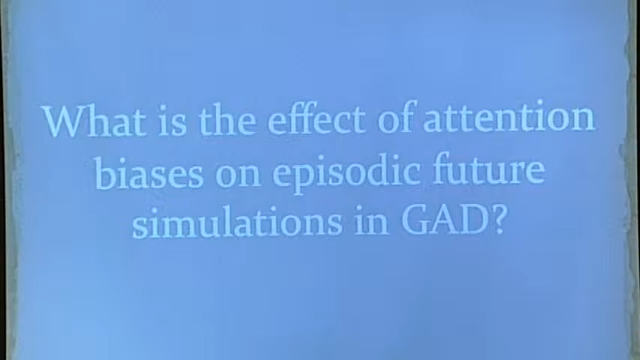 What is the effect of attention
biases on episodic future
simulations in GAD?